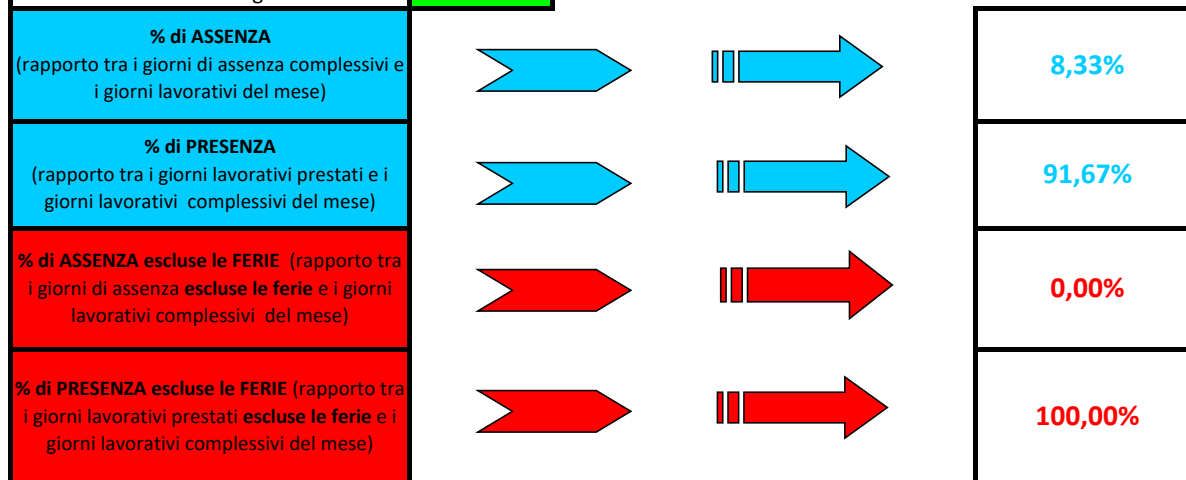 % di ASSENZA
(rapporto tra i giorni di assenza complessivi e
i giorni lavorativi del mese)
8,33%
% di PRESENZA
(rapporto tra i giorni lavorativi prestati e i
giorni lavorativi complessivi del mese)
91,67%
% di ASSENZA escluse le FERIE (rapporto tra
i giorni di assenza escluse le ferie e i giorni
lavorativi complessivi del mese)
0,00%
% di PRESENZA escluse le FERIE (rapporto tra
i giorni lavorativi prestati escluse le ferie e i
giorni lavorativi complessivi del mese)
100,00%